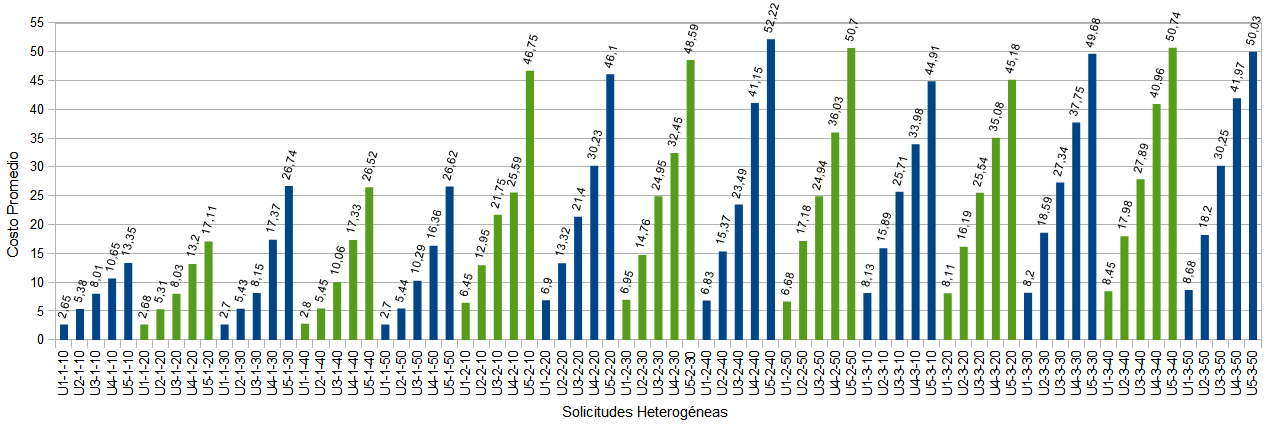 Costo Promedio
55
50
45
40
35
30
25
20
15
10
5
0
2,65
5,38
8,01
10,65
13,35
2,68
5,31
8,03
13,2
17,11
2,7
5,43
8,15
17,37
26,74
2,8
5,45
10,06
17,33
26,52
2,7
5,44
10,29
16,36
26,62
6,45
12,95
21,75
25,59
46,75
6,9
13,32
21,4
30,23
46,1
6,95
14,76
24,95
32,45
48,59
6,83
15,37
23,49
41,15
52,22
6,68
17,18
24,94
36,03
50,7
8,13
15,89
25,71
33,98
44,91
8,11
16,19
25,54
35,08
45,18
8,2
18,59
27,34
37,75
49,68
8,45
17,98
27,89
40,96
50,74
8,68
18,2
30,25
41,97
50,03
U1-1-10
U2-1-10
U3-1-10
U4-1-10
U5-1-10
U1-1-20
U2-1-20
U3-1-20
U4-1-20
U5-1-20
U1-1-30
U2-1-30
U3-1-30
U4-1-30
U5-1-30
U1-1-40
U2-1-40
U3-1-40
U4-1-40
U5-1-40
U1-1-50
U2-1-50
U3-1-50
U4-1-50
U5-1-50
U1-2-10
U2-2-10
U3-2-10
U4-2-10
U5-2-10
U1-2-20
U2-2-20
U3-2-20
U4-2-20
U5-2-20
U1-2-30
U2-2-30
U3-2-30
U4-2-30
U5-2-30
U1-2-40
U2-2-40
U3-2-40
U4-2-40
U5-2-40
U1-2-50
U2-2-50
U3-2-50
U4-2-50
U5-2-50
U1-3-10
U2-3-10
U3-3-10
U4-3-10
U5-3-10
U1-3-20
U2-3-20
U3-3-20
U4-3-20
U5-3-20
U1-3-30
U2-3-30
U3-3-30
U4-3-30
U5-3-30
U1-3-40
U2-3-40
U3-3-40
U4-3-40
U5-3-40
U1-3-50
U2-3-50
U3-3-50
U4-3-50
U5-3-50
Solicitudes Heterogéneas